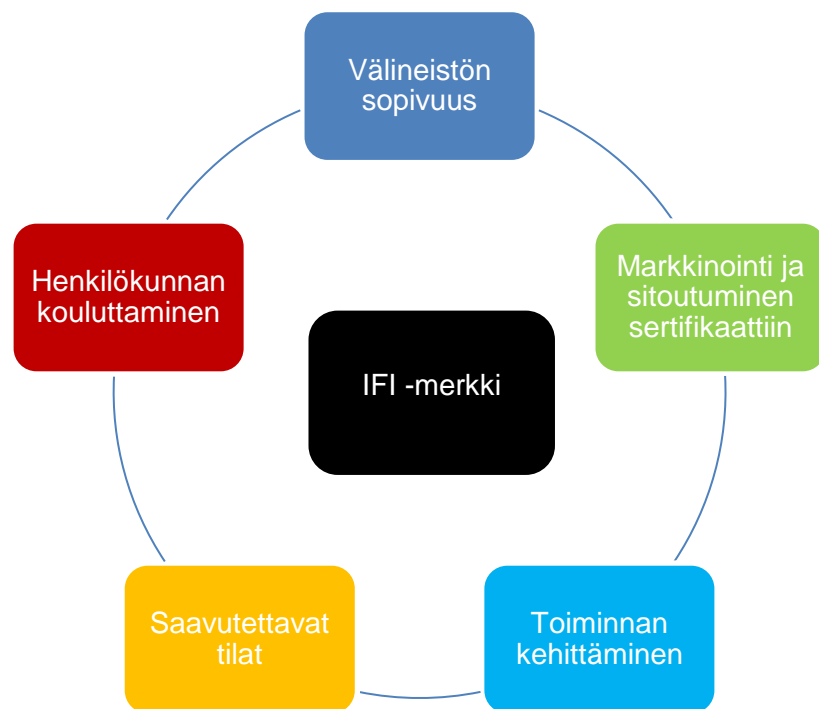 Välineistön
sopivuus
Markkinointi ja
sitoutuminen
sertifikaattiin
Toiminnan
kehittäminen
Saavutettavat
tilat
Henkilökunnan
kouluttaminen
IFI -merkki